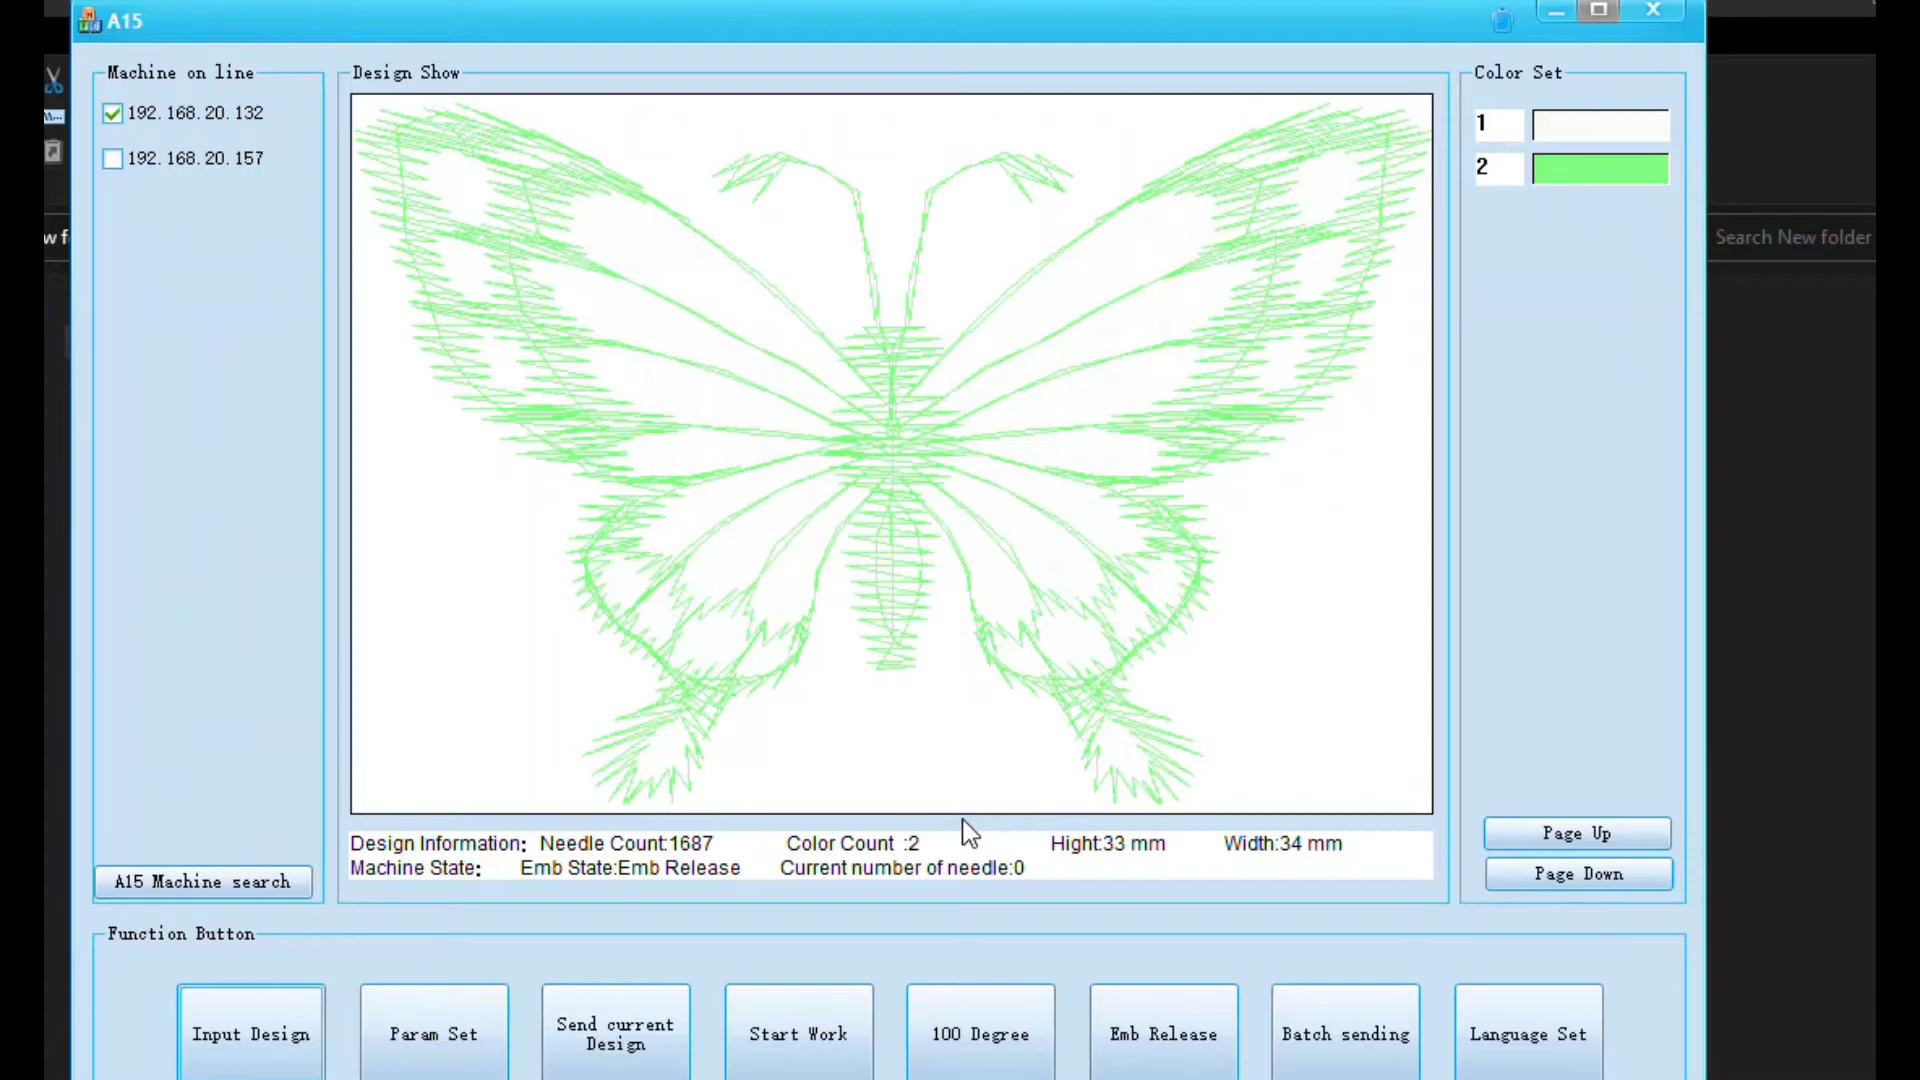 A15
Machine on line
192.168.20.132
192.168.20.157
A15 Machine search
Design Show
Design Information: Needle Count:1687 Color Count :2 Hight:33 mm Width:34 mm
Machine State: Emb State:Emb Release Current number of needle:0
Color Set
1
2
Page Up
Page Down
w f
Search New folder
Function Button
Input Design
Param Set
Send current
Design
Start Work
100 Degree
Emb Release
Batch sending
Language Set